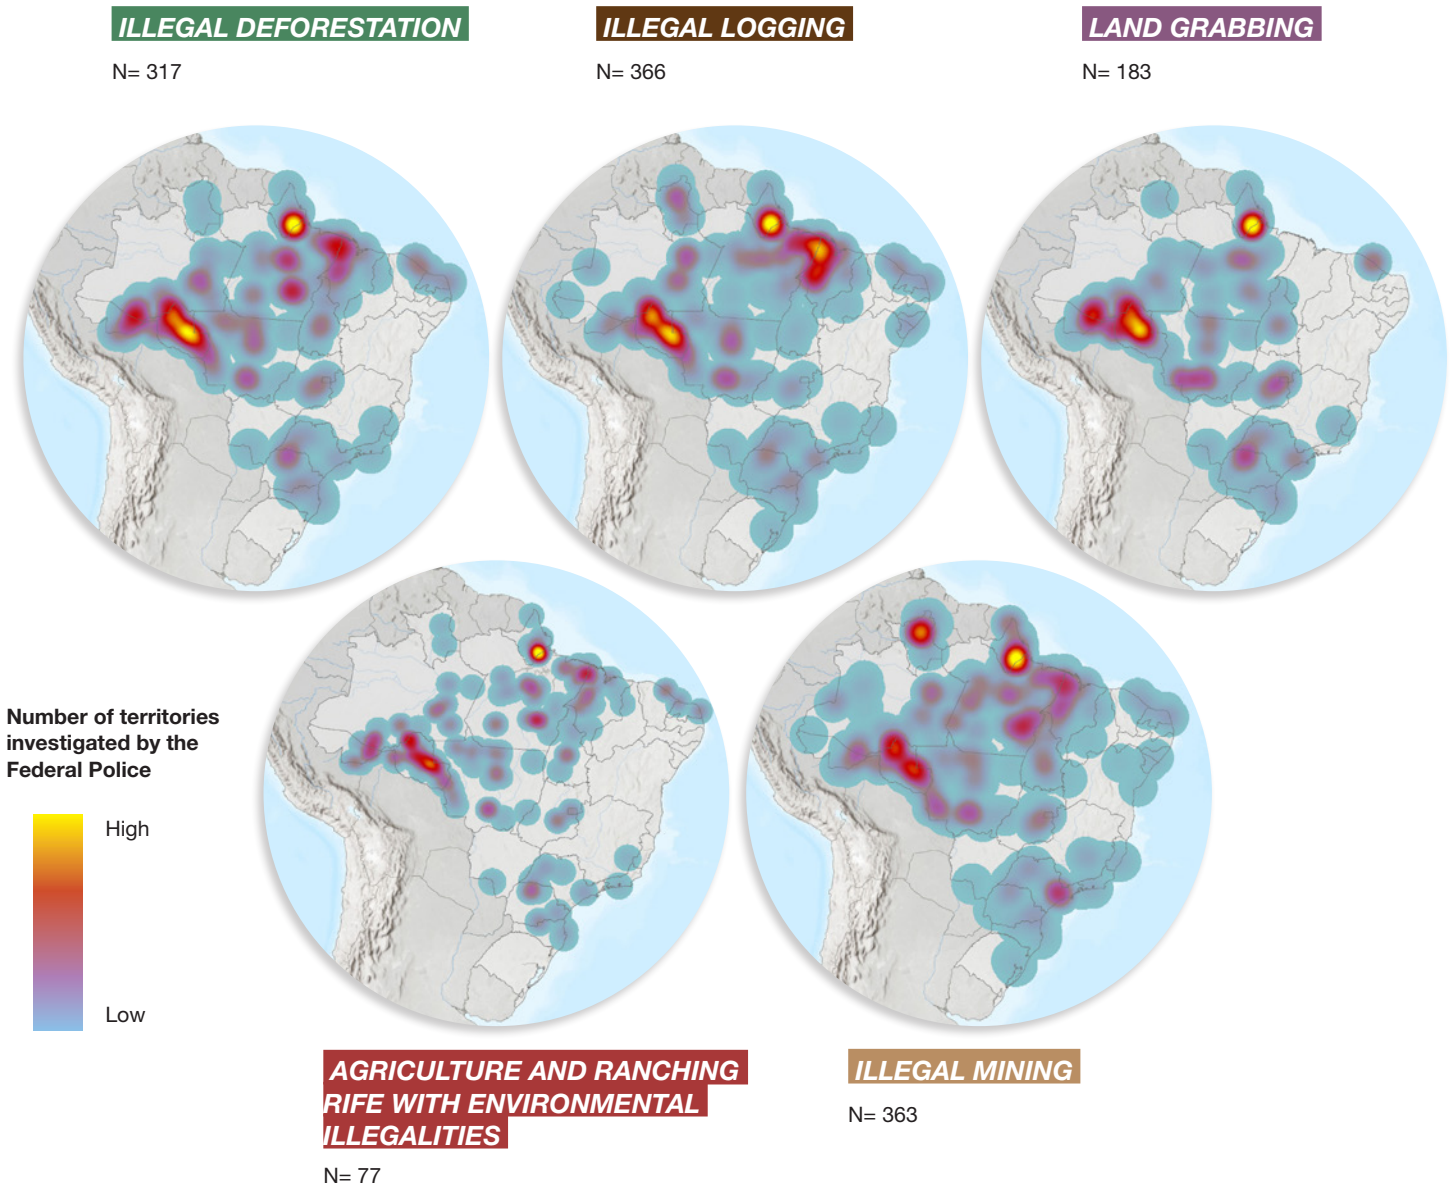 ILLEGAL DEFORESTATION
N= 317
ILLEGAL LOGGING
N= 366
LAND GRABBING
N= 183
Number of territories
investigated by the
Federal Police
High
Low
AGRICULTURE AND RANCHING
RIFE WITH ENVIRONMENTAL
ILLEGALITIES
N= 77
ILLEGAL MINING
N= 363